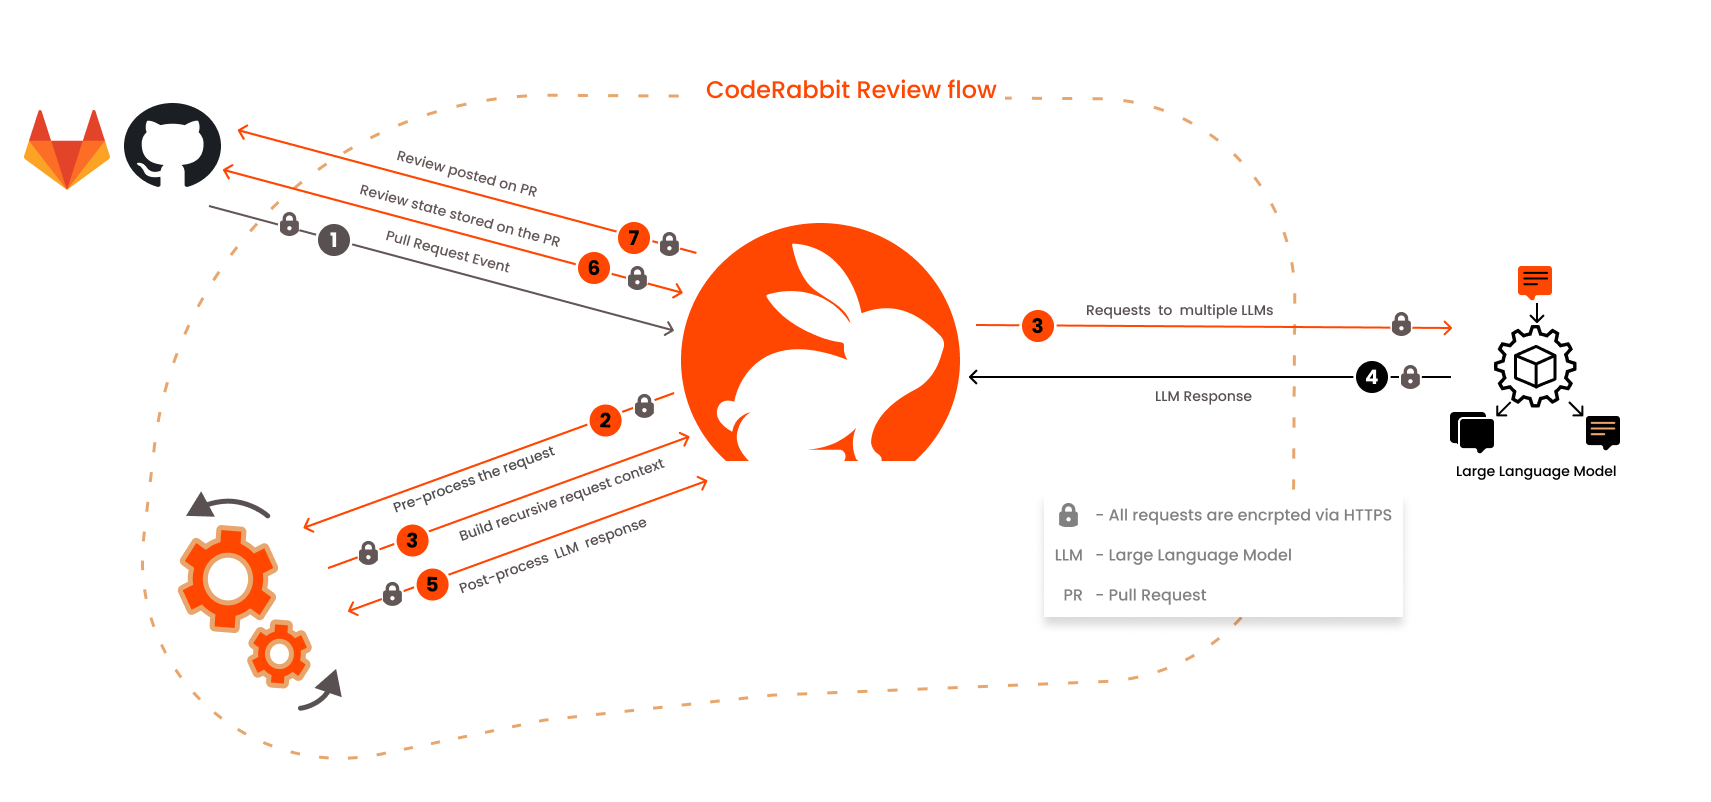 CodeRabbit Review flow
Review posted on PR
7
Review state stored on the PR
6
1
Pull Request Event
3
Requests to multiple LLMs
4
LLM Response
2
Pre-process the request
3
Build recursive request context
5
Post-process LLM response
Large Language Model
- All requests are encrpted via HTTPS
LLM - Large Language Model
PR - Pull Request